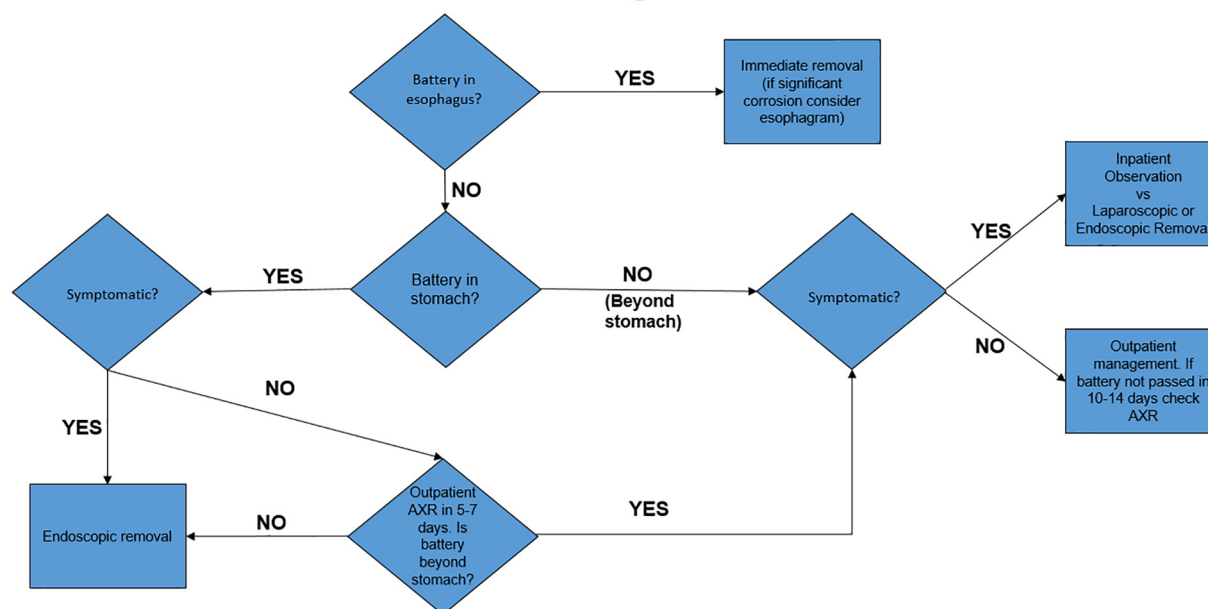 Battery in
esophagus?
YES
Immediate removal
(if significant
corrosion consider
esophagram)
NO
Inpatient
Observation
vs
Laparoscopic or
Endoscopic Remova
YES
Battery in
stomach?
YES
Symptomatic?
NO
(Beyond
stomach)
Symptomatic?
NO
Outpatient
management. If
battery not passed in
10-14 days check
AXR
NO
YES
Outpatient
AXR in 5-7
days. Is
battery
beyond
stomach?
YES
NO
Endoscopic removal